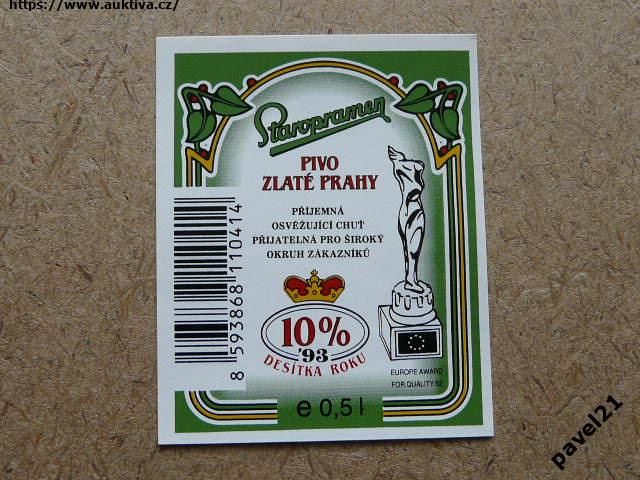 https://www.auktiva.cz/
Staropramen
PIVO
ZLATÉ PRAHY
PŘÍJEMNÁ
OSVĚŽUJÍCÍ CHUŤ
PŘIJATELNÁ PRO ŠIROKÝ
OKRUH ZÁKAZNÍKŮ
10%
'93
DESÍTKA ROKU
EUROPE AWARD
FOR QUALITY 92
e 0,5 l
8 593868 110414
pavel21